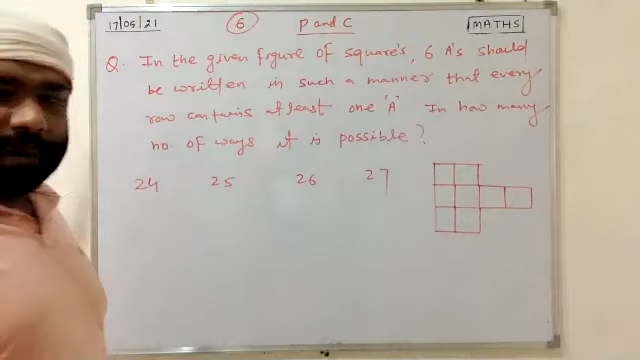 17/05/21 6 P and C MATHS
Q. In the given figure of square's, 6 A's should
be written in such a manner that every
row contains atleast one 'A' In how many
no. of ways it is possible?
24 25 26 27